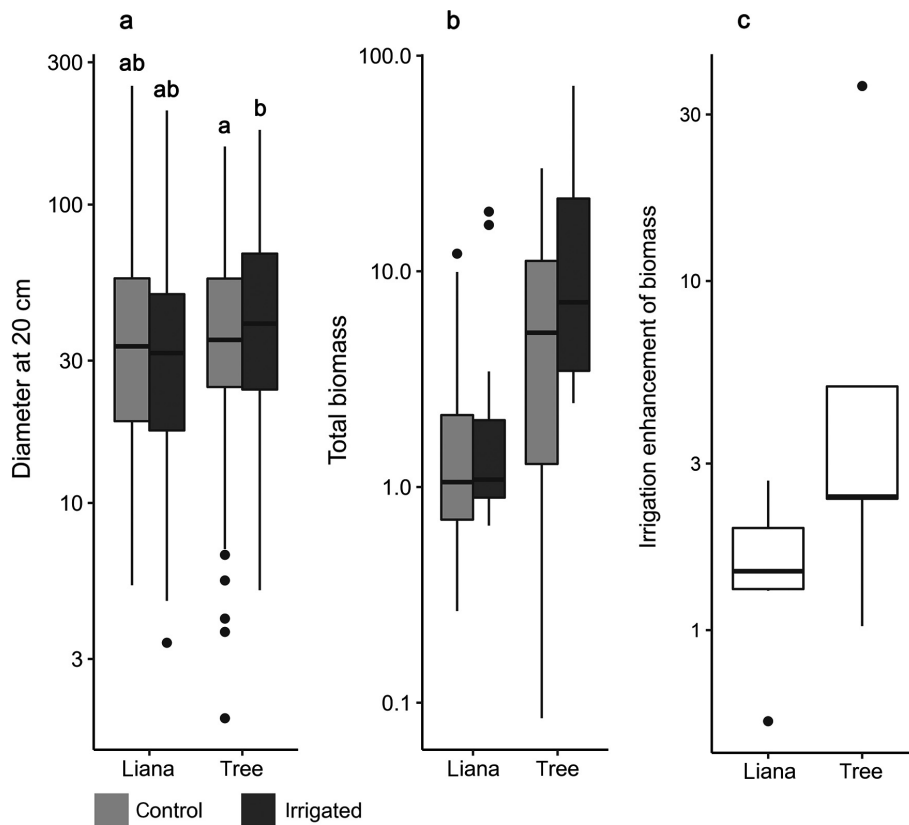 a
Diameter at 20 cm
300
100
30
10
3
ab
ab
a
b
Liana
Tree
b
Total biomass
100.0
10.0
1.0
0.1
Liana
Tree
c
Irrigation enhancement of biomass
30
10
3
1
Liana
Tree
Control
Irrigated